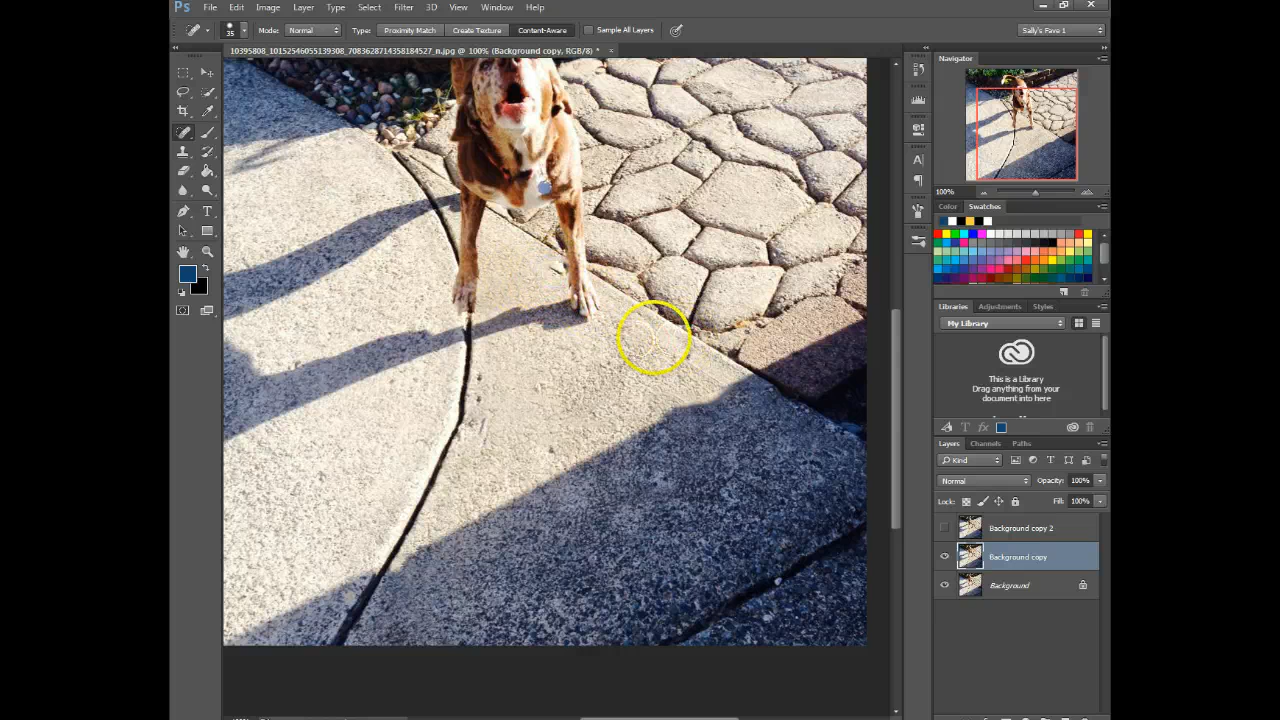 Ps File Edit Image Layer Type Select Filter 3D View Window Help
35 Mode: Normal Type: Proximity Match Create Texture Content-Aware Sample All Layers Sally's Fave 1
10395808_10152546055139308_7083628714358184527_n.jpg @ 100% (Background copy, RGB/8) *
Navigator
100%
Color Swatches
Libraries Adjustments Styles
My Library
This is a Library
Drag anything from your
document into here
Layers Channels Paths
Kind
Normal Opacity: 100%
Lock: Fill: 100%
Background copy 2
Background copy
Background